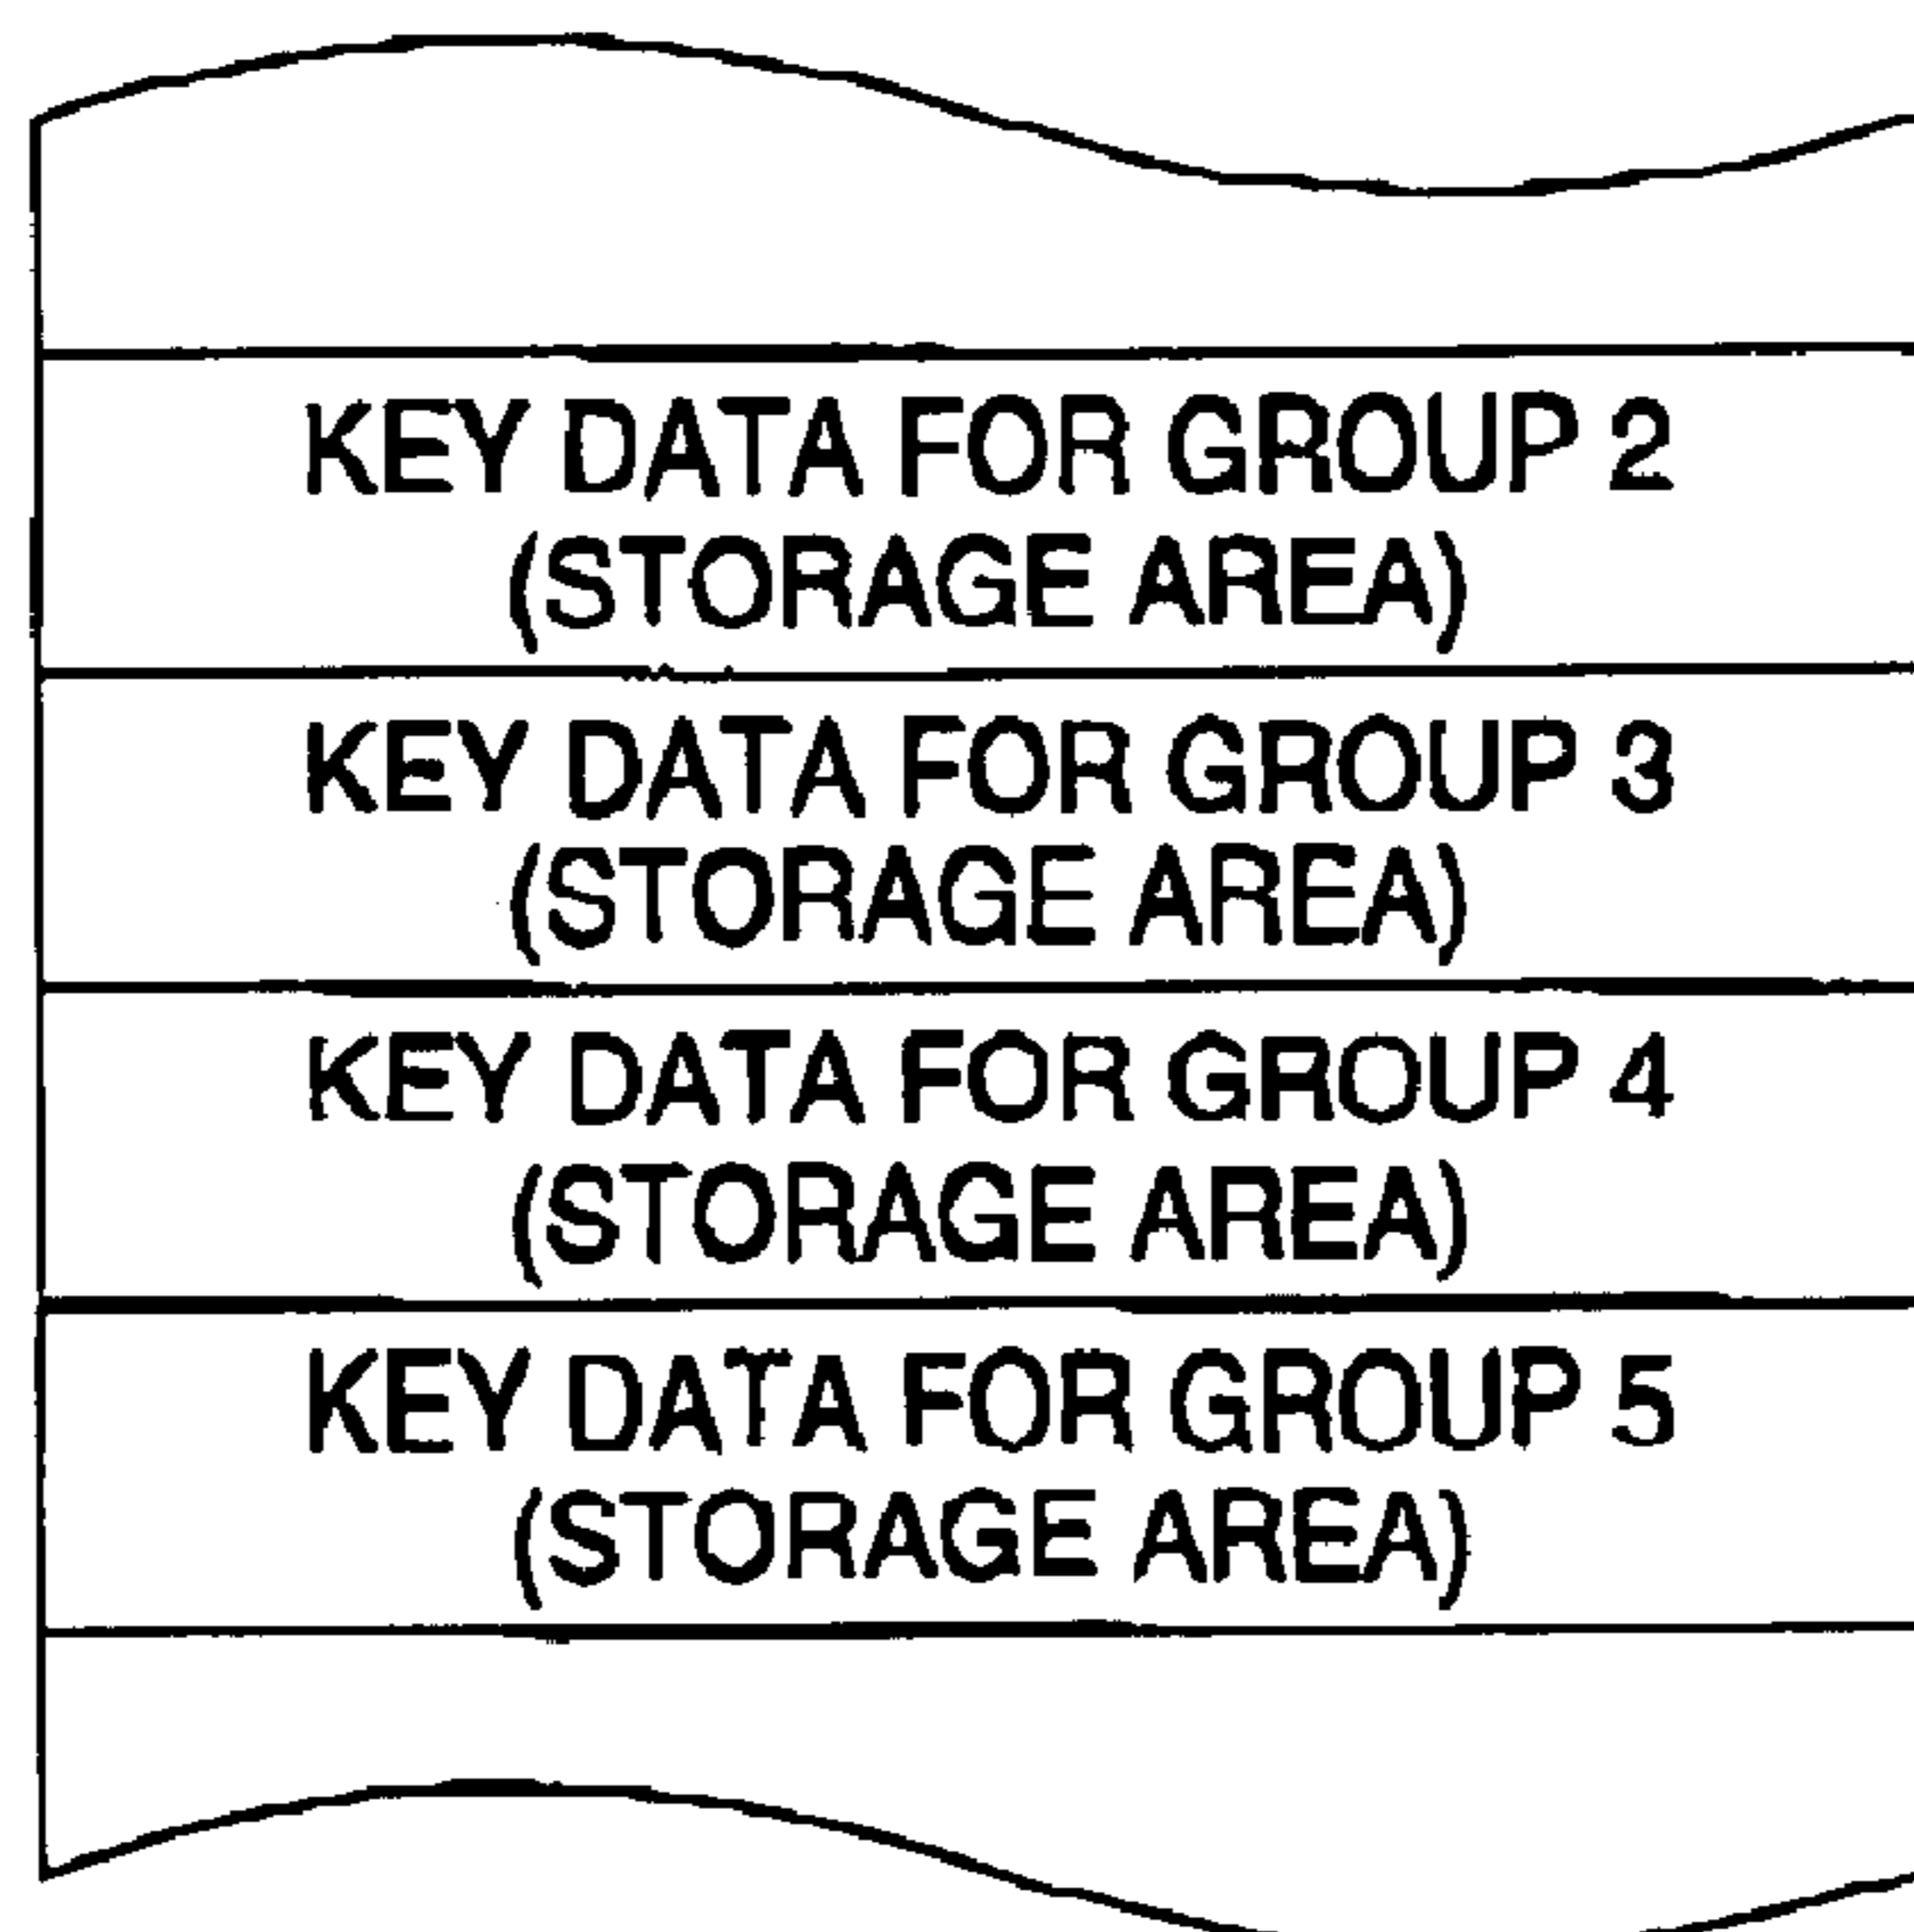 KEY DATA FOR GROUP 2
(STORAGE AREA)
KEY DATA FOR GROUP 3
(STORAGE AREA)
KEY DATA FOR GROUP 4
(STORAGE AREA)
KEY DATA FOR GROUP 5
(STORAGE AREA)